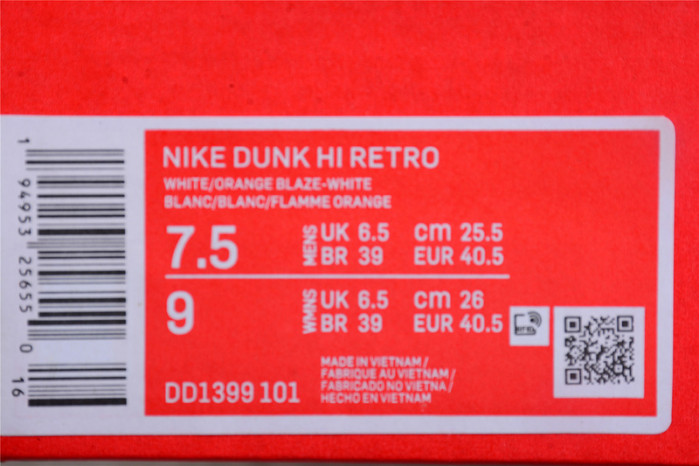 NIKE DUNK HI RETRO
WHITE/ORANGE BLAZE-WHITE
BLANC/BLANC/FLAMME ORANGE
7.5 MENS UK 6.5 cm 25.5
BR 39 EUR 40.5
9 WMNS UK 6.5 cm 26
BR 39 EUR 40.5
DD1399 101
MADE IN VIETNAM /
FABRIQUE AU VIETNAM /
FABRICADO NO VIETNA /
HECHO EN VIETNAM
1 94953 25655 0 16